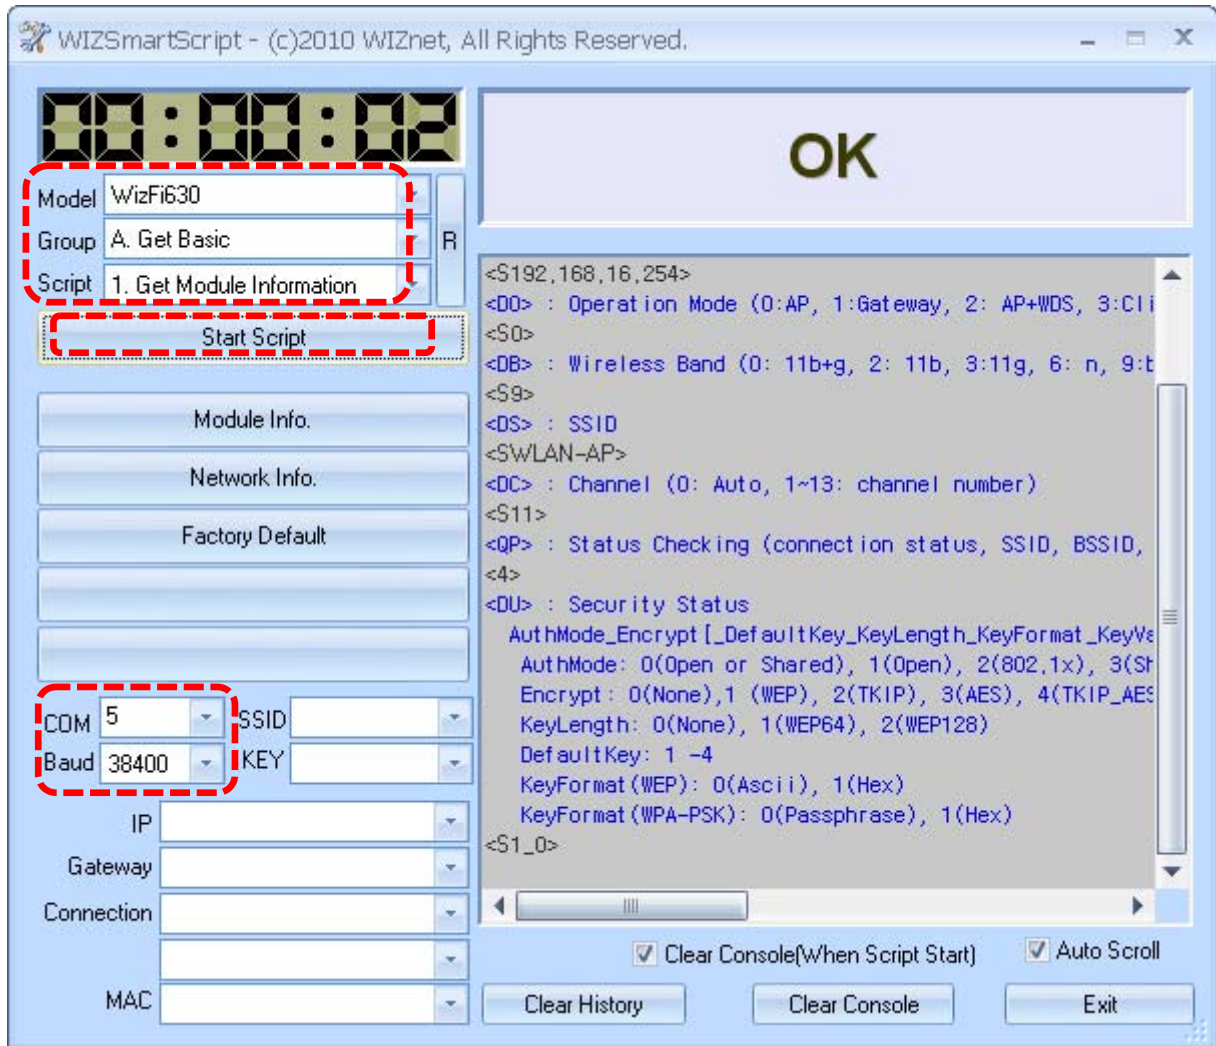 WIZSmartScript - (c)2010 WIZnet, All Rights Reserved.
00:00:02
OK
Model WizFi630
Group A. Get Basic
R
Script 1. Get Module Information
Start Script
Module Info.
Network Info.
Factory Default
COM 5 SSID
Baud 38400 KEY
IP
Gateway
Connection
MAC
<S192,168,16,254>
<DO> : Operation Mode (0:AP, 1:Gateway, 2: AP+WDS, 3:Cli
<S0>
<DB> : Wireless Band (0: 11b+g, 2: 11b, 3:11g, 6: n, 9:b
<S9>
<DS> : SSID
<SWLAN-AP>
<DC> : Channel (0: Auto, 1~13: channel number)
<S11>
<QP> : Status Checking (connection status, SSID, BSSID,
<4>
<DU> : Security Status
AuthMode_Encrypt[_DefaultKey_KeyLength_KeyFormat_KeyVa
AuthMode: 0(Open or Shared), 1(Open), 2(802,1x), 3(Sh
Encrypt: 0(None),1 (WEP), 2(TKIP), 3(AES), 4(TKIP_AES
KeyLength: 0(None), 1(WEP64), 2(WEP128)
DefaultKey: 1 -4
KeyFormat(WEP): 0(Ascii), 1(Hex)
KeyFormat(WPA-PSK): 0(Passphrase), 1(Hex)
<S1_0>
Clear Console(When Script Start) Auto Scroll
Clear History Clear Console Exit